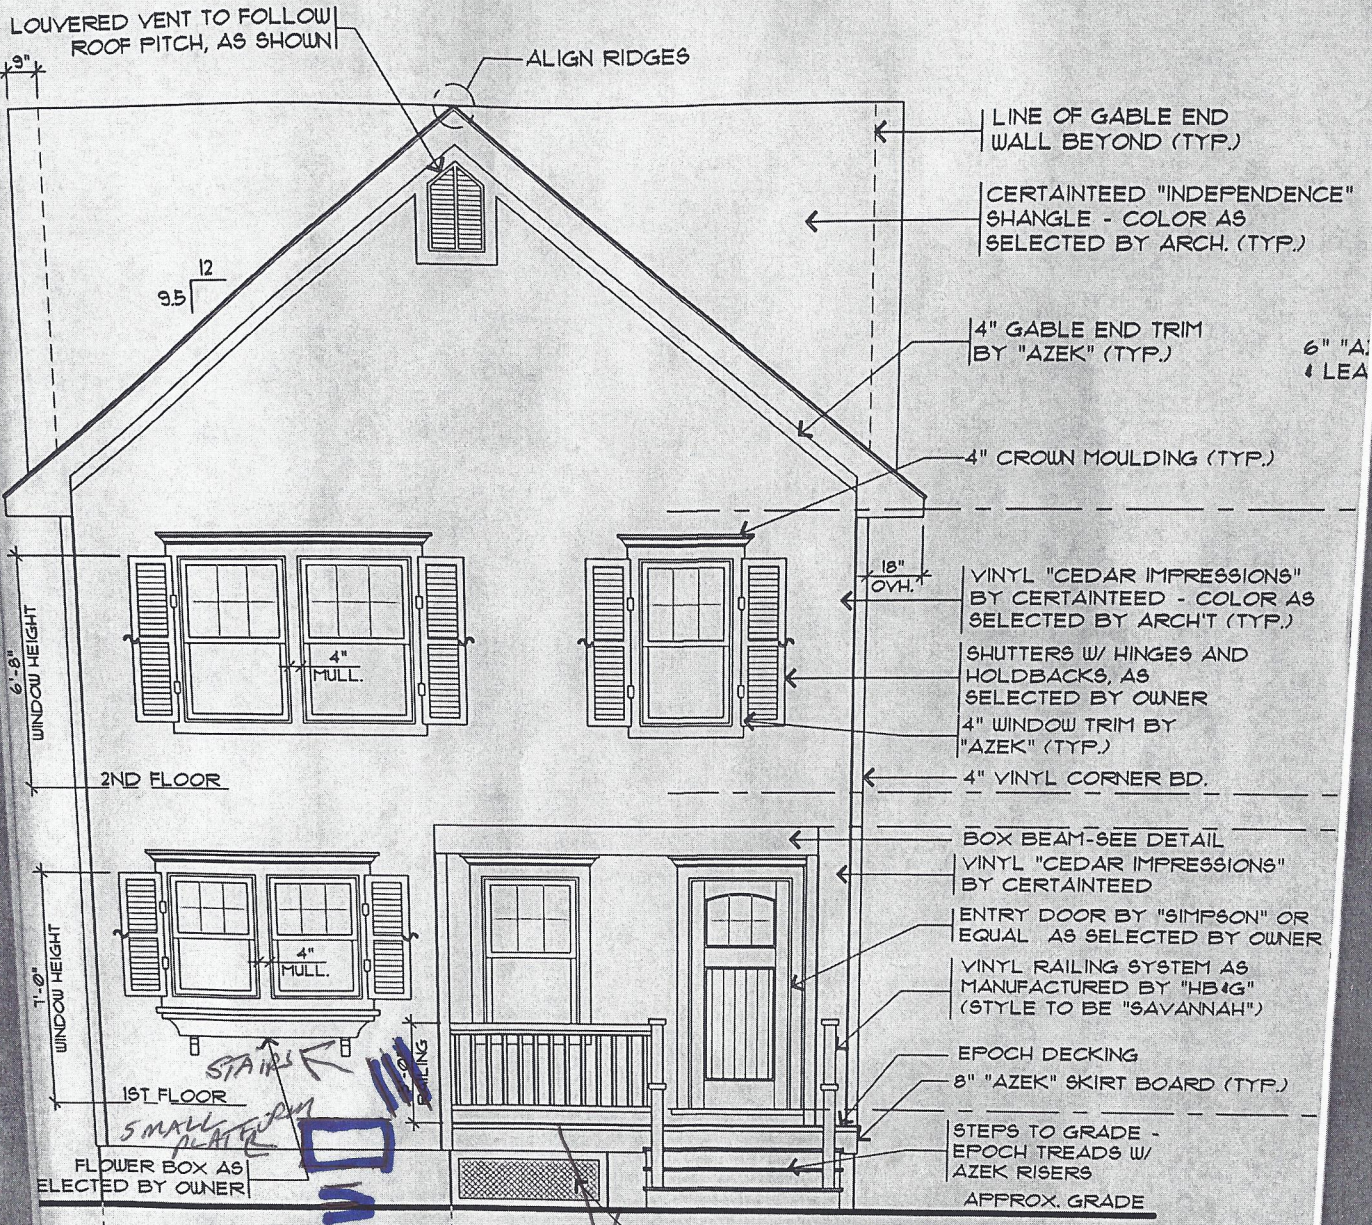 LOUVERED VENT TO FOLLOW
ROOF PITCH, AS SHOWN
ALIGN RIDGES
9"
LINE OF GABLE END
WALL BEYOND (TYP.)
CERTAINTEED "INDEPENDENCE"
SHANGLE - COLOR AS
SELECTED BY ARCH. (TYP.)
12
9.5
4" GABLE END TRIM
BY "AZEK" (TYP.)
6" "AZ
& LEA
4" CROWN MOULDING (TYP.)
18"
OVH.
VINYL "CEDAR IMPRESSIONS"
BY CERTAINTEED - COLOR AS
SELECTED BY ARCH'T (TYP.)
6'-8"
WINDOW HEIGHT
4"
MULL.
SHUTTERS W/ HINGES AND
HOLDBACKS, AS
SELECTED BY OWNER
4" WINDOW TRIM BY
"AZEK" (TYP.)
2ND FLOOR
4" VINYL CORNER BD.
BOX BEAM-SEE DETAIL
VINYL "CEDAR IMPRESSIONS"
BY CERTAINTEED
ENTRY DOOR BY "SIMPSON" OR
EQUAL AS SELECTED BY OWNER
7'-0"
WINDOW HEIGHT
4"
MULL.
VINYL RAILING SYSTEM AS
MANUFACTURED BY "HB&G"
(STYLE TO BE "SAVANNAH")
STAIRS
RAILING
EPOCH DECKING
8" "AZEK" SKIRT BOARD (TYP.)
1ST FLOOR
SMALL
PLATFORM
STEPS TO GRADE -
EPOCH TREADS W/
AZEK RISERS
FLOWER BOX AS
ELECTED BY OWNER
APPROX. GRADE